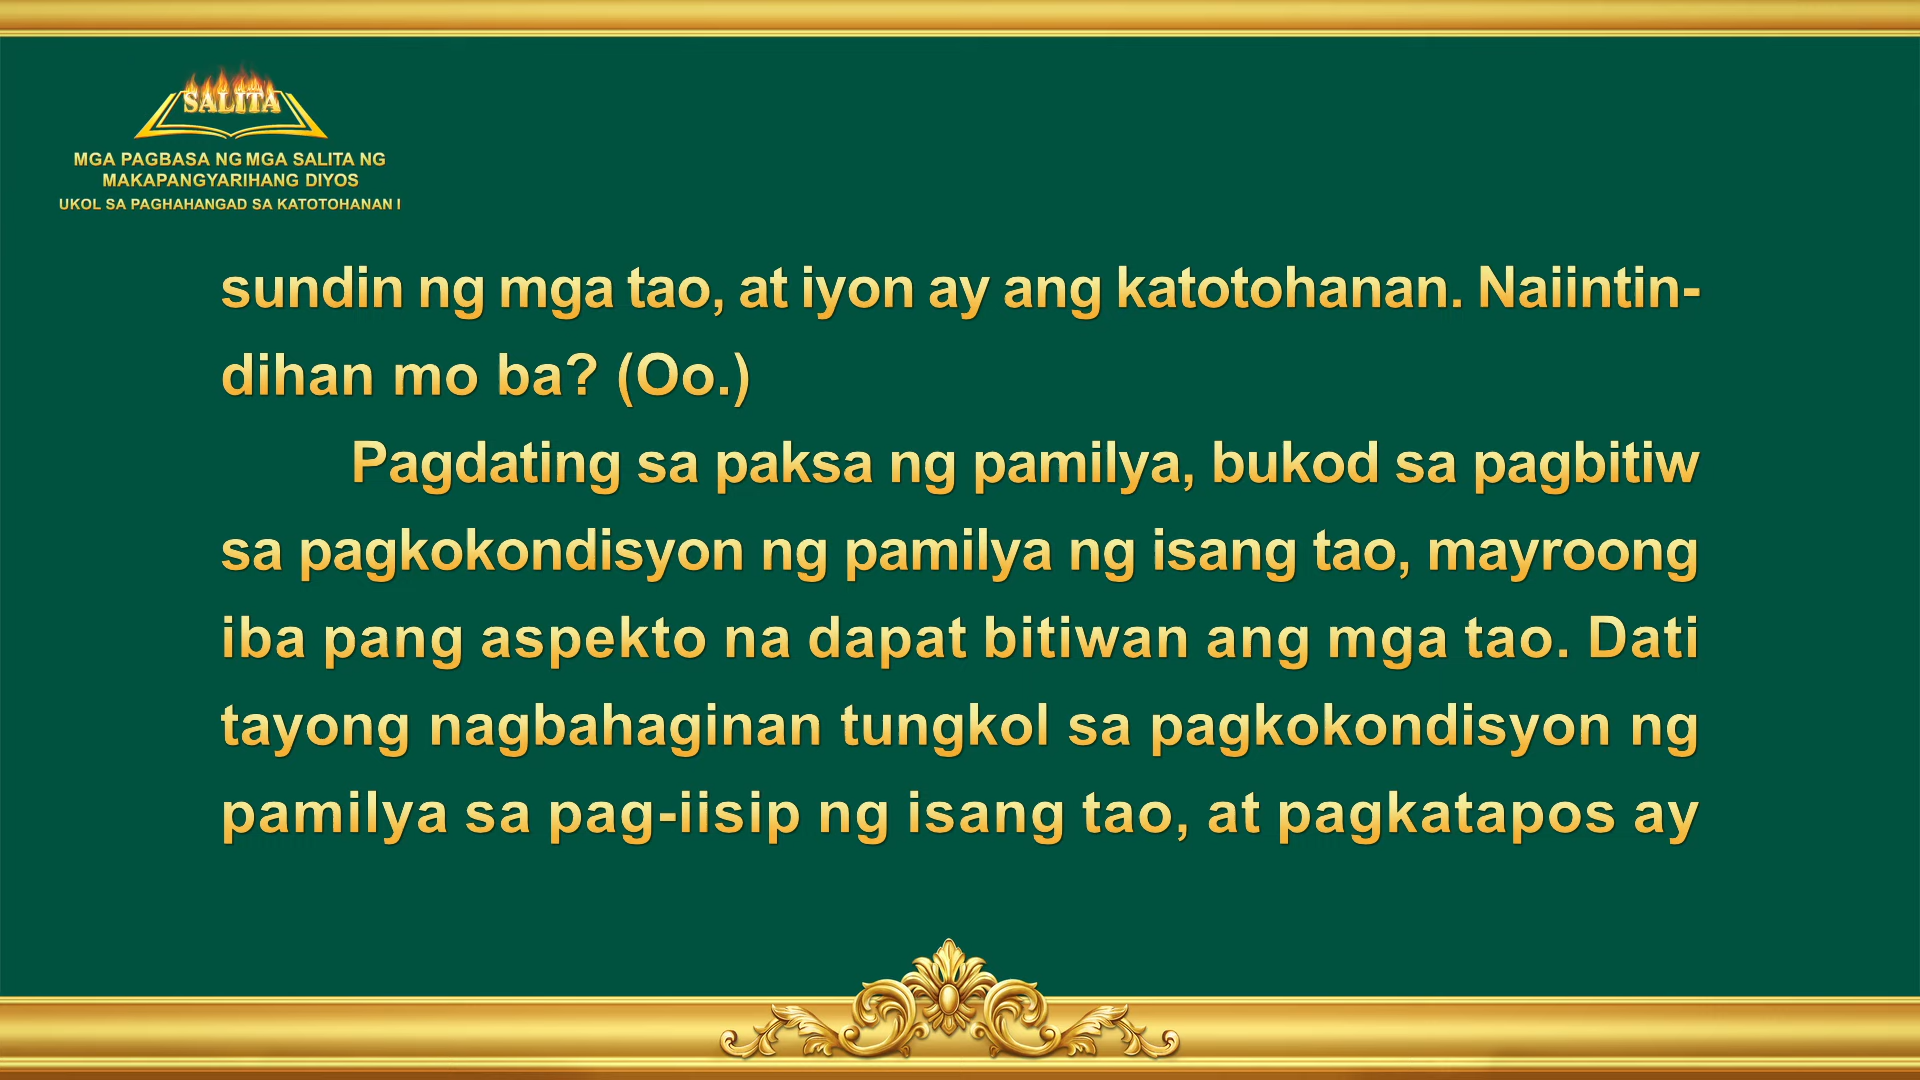 SALITA
MGA PAGBASA NG MGA SALITA NG
MAKAPANGYARIHANG DIYOS
UKOL SA PAGHAHANGAD SA KATOTOHANAN I
sundin ng mga tao, at iyon ay ang katotohanan. Naiintin-
dihan mo ba? (Oo.)
Pagdating sa paksa ng pamilya, bukod sa pagbitiw
sa pagkokondisyon ng pamilya ng isang tao, mayroong
iba pang aspekto na dapat bitiwan ang mga tao. Dati
tayong nagbahaginan tungkol sa pagkokondisyon ng
pamilya sa pag-iisip ng isang tao, at pagkatapos ay